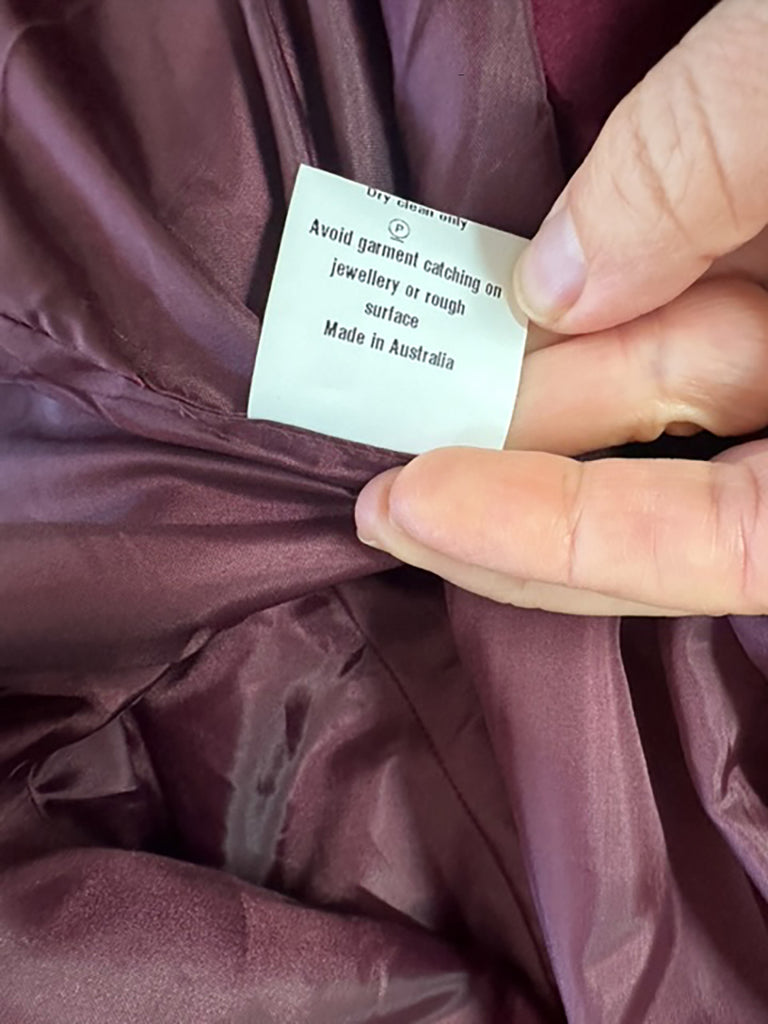 Dry clean only
P
Avoid garment catching on
jewellery or rough
surface
Made in Australia